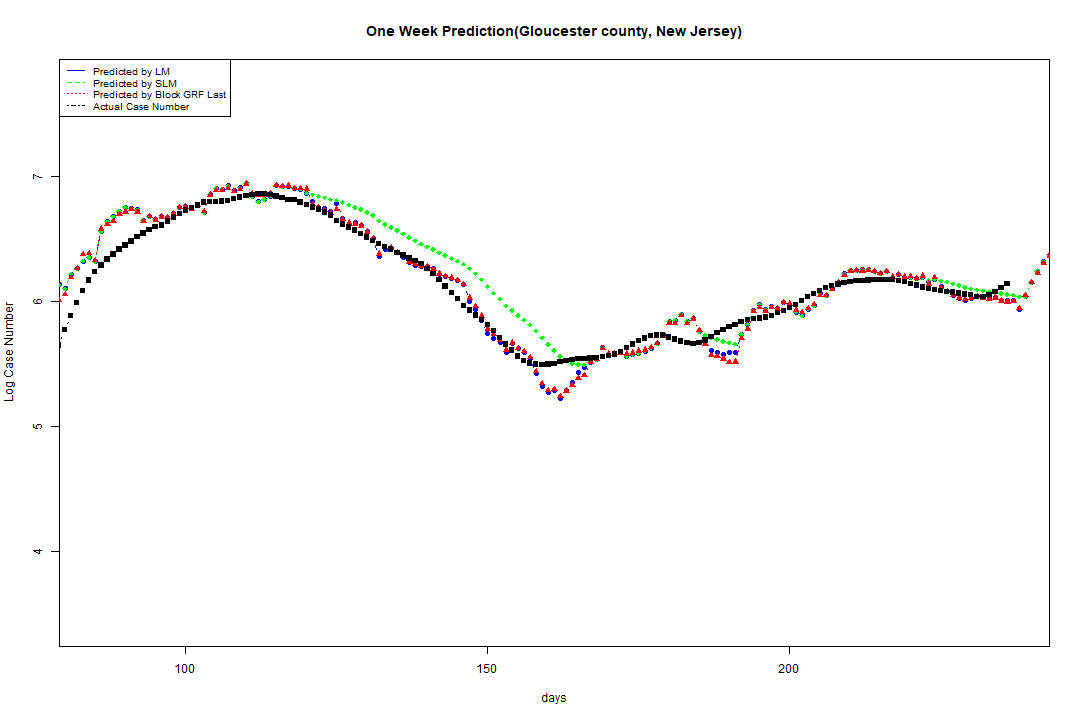 One Week Prediction(Gloucester county, New Jersey)
Predicted by LM
Predicted by SLM
Predicted by Block GRF Last
Actual Case Number
7
6
5
4
Log Case Number
100 150 200
days